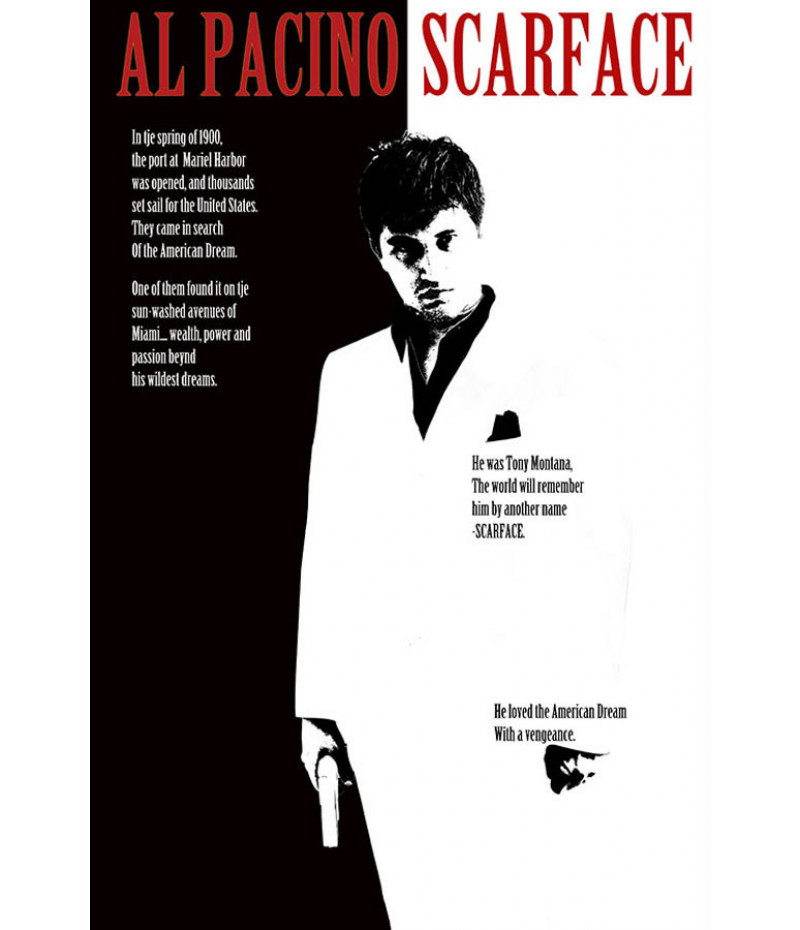 AL PACINO SCARFACE
In tje spring of 1900,
the port at Mariel Harbor
was opened, and thousands
set sail for the United States.
They came in search
Of the American Dream.
One of them found it on tje
sun-washed avenues of
Miami... wealth, power and
passion beynd
his wildest dreams.
He was Tony Montana,
The world will remember
him by another name
-SCARFACE.
He loved the American Dream
With a vengeance.